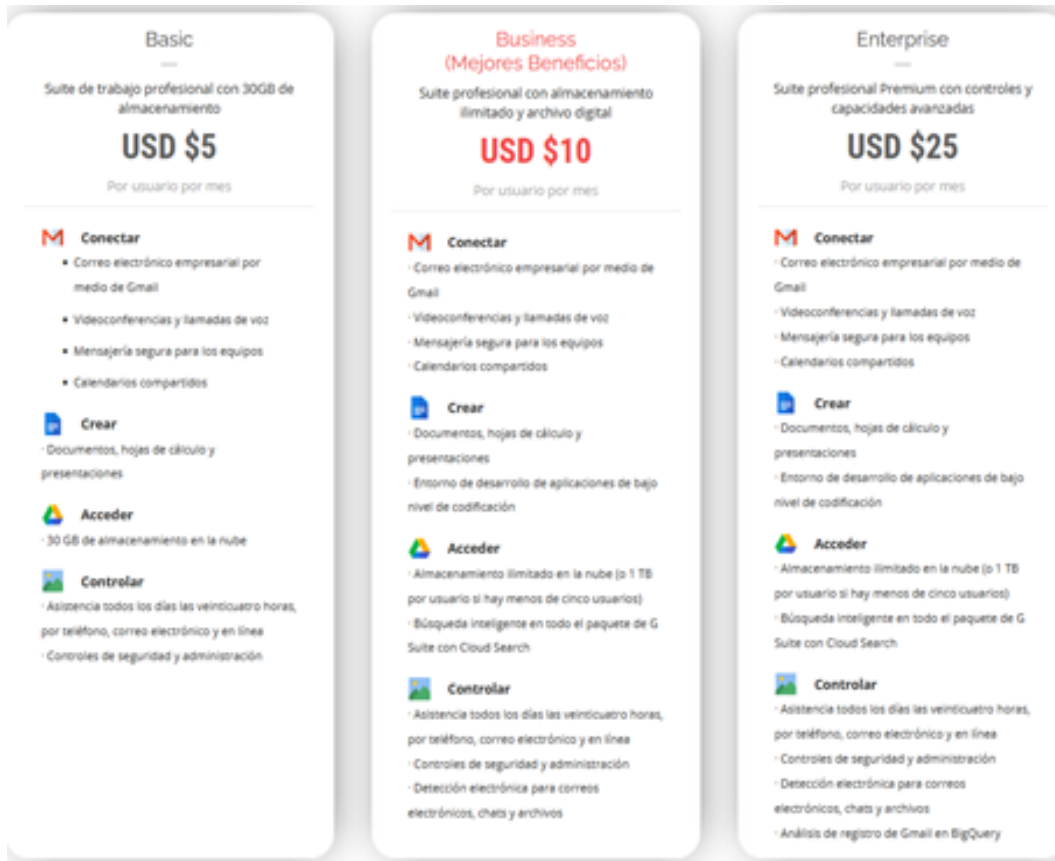 Basic
Suite de trabajo profesional con 30GB de
almacenamiento
USD $5
Por usuario por mes
Conectar
▪ Correo electrónico empresarial por
medio de Gmail
▪ Videoconferencias y llamadas de voz
▪ Mensajería segura para los equipos
▪ Calendarios compartidos
Crear
· Documentos, hojas de cálculo y
presentaciones
Acceder
· 30 GB de almacenamiento en la nube
Controlar
· Asistencia todos los días las veinticuatro horas,
por teléfono, correo electrónico y en línea
· Controles de seguridad y administración
Business
(Mejores Beneficios)
Suite profesional con almacenamiento
ilimitado y archivo digital
USD $10
Por usuario por mes
Conectar
· Correo electrónico empresarial por medio de
Gmail
· Videoconferencias y llamadas de voz
· Mensajería segura para los equipos
· Calendarios compartidos
Crear
· Documentos, hojas de cálculo y
presentaciones
· Entorno de desarrollo de aplicaciones de bajo
nivel de codificación
Acceder
· Almacenamiento ilimitado en la nube (o 1 TB
por usuario si hay menos de cinco usuarios)
· Búsqueda inteligente en todo el paquete de G
Suite con Cloud Search
Controlar
· Asistencia todos los días las veinticuatro horas,
por teléfono, correo electrónico y en línea
· Controles de seguridad y administración
· Detección electrónica para correos
electrónicos, chats y archivos
Enterprise
Suite profesional Premium con controles y
capacidades avanzadas
USD $25
Por usuario por mes
Conectar
· Correo electrónico empresarial por medio de
Gmail
· Videoconferencias y llamadas de voz
· Mensajería segura para los equipos
· Calendarios compartidos
Crear
· Documentos, hojas de cálculo y
presentaciones
· Entorno de desarrollo de aplicaciones de bajo
nivel de codificación
Acceder
· Almacenamiento ilimitado en la nube (o 1 TB
por usuario si hay menos de cinco usuarios)
· Búsqueda inteligente en todo el paquete de G
Suite con Cloud Search
Controlar
· Asistencia todos los días las veinticuatro horas,
por teléfono, correo electrónico y en línea
· Controles de seguridad y administración
· Detección electrónica para correos
electrónicos, chats y archivos
· Análisis de registro de Gmail en BigQuery